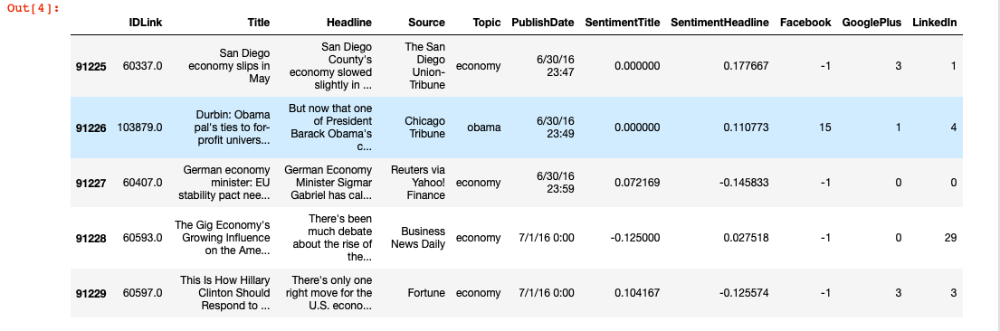 Out[4]:
IDLink Title Headline Source Topic PublishDate SentimentTitle SentimentHeadline Facebook GooglePlus LinkedIn
91225 60337.0 San Diego economy slips in May San Diego County's economy slowed slightly in ... The San Diego Union-Tribune economy 6/30/16 23:47 0.000000 0.177667 -1 3 1
91226 103879.0 Durbin: Obama pal's ties to for-profit univers... But now that one of President Barack Obama's c... Chicago Tribune obama 6/30/16 23:49 0.000000 0.110773 15 1 4
91227 60407.0 German economy minister: EU stability pact nee... German Economy Minister Sigmar Gabriel has cal... Reuters via Yahoo! Finance economy 6/30/16 23:59 0.072169 -0.145833 -1 0 0
91228 60593.0 The Gig Economy's Growing Influence on the Ame... There's been much debate about the rise of the... Business News Daily economy 7/1/16 0:00 -0.125000 0.027518 -1 0 29
91229 60597.0 This Is How Hillary Clinton Should Respond to ... There's only one right move for the U.S. econo... Fortune economy 7/1/16 0:00 0.104167 -0.125574 -1 3 3